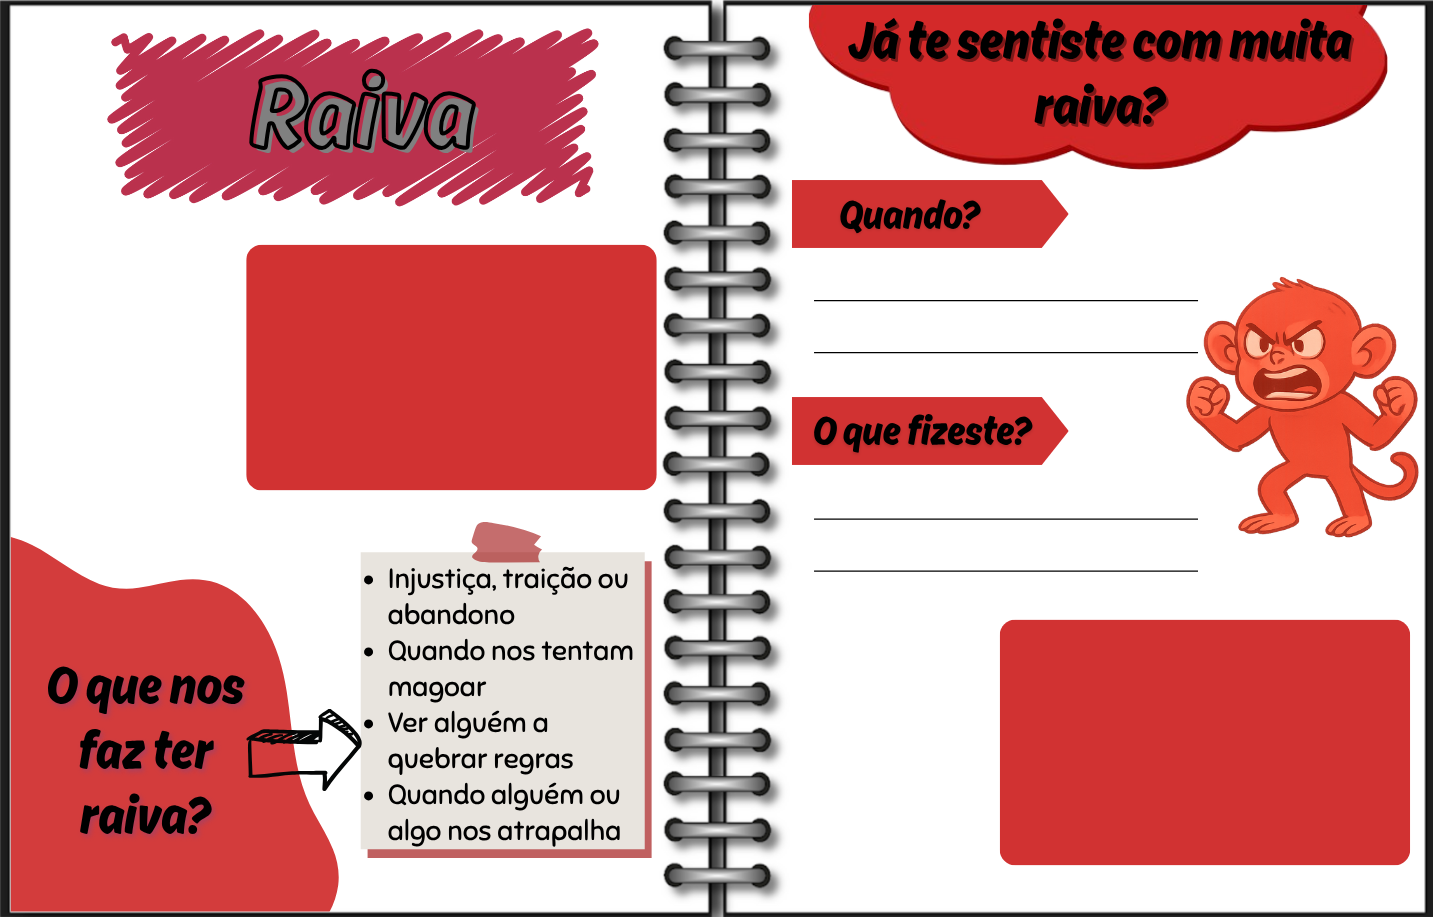 Raiva
O que nos
faz ter
raiva?
• Injustiça, traição ou
abandono
• Quando nos tentam
magoar
• Ver alguém a
quebrar regras
• Quando alguém ou
algo nos atrapalha
Já te sentiste com muita
raiva?
Quando?
O que fizeste?